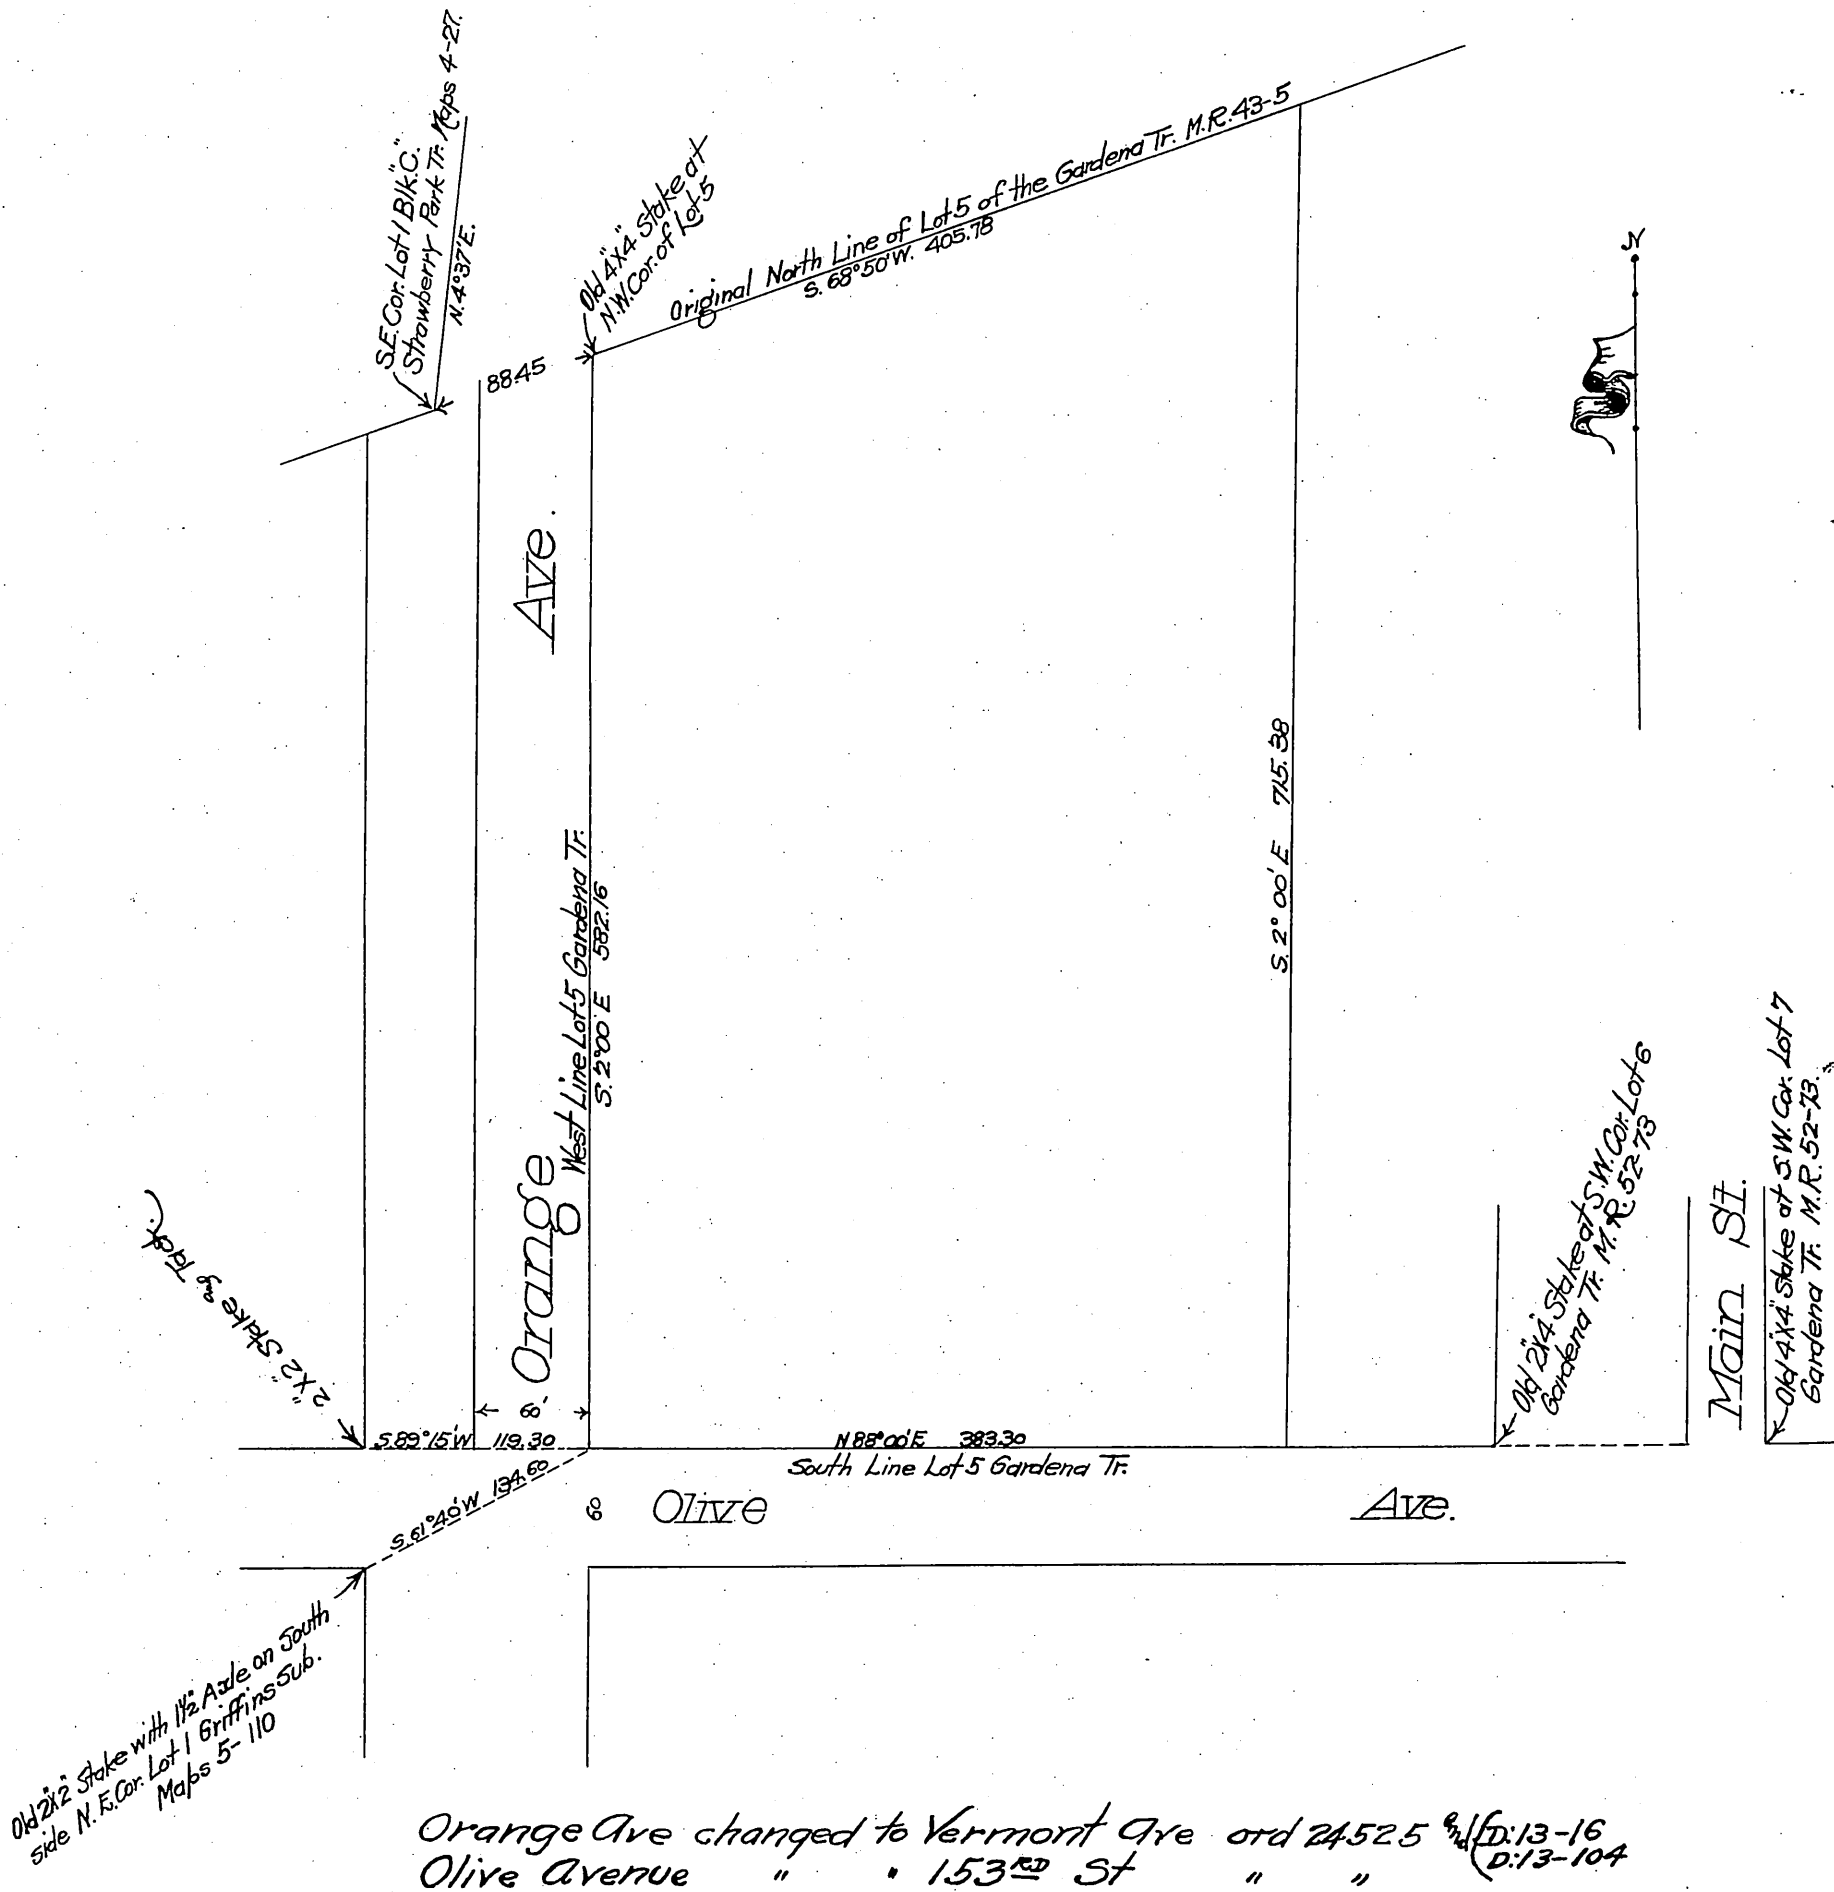 S.E. Cor. Lot 1 Blk. "C."
Strawberry Park Tr. Maps 4-27.
N. 4°37' E.
Old 4"X4" Stake at
N.W. Cor. of Lot 5
Original North Line of Lot 5 of the Gardena Tr. M.R. 43-5
S. 68°50' W. 405.78
88.45
N
Orange Ave.
West Line Lot 5 Gardena Tr.
S. 2°00' E 582.16
S. 2° 00' E 715.38
2"X2" Stake and Tack.
60'
S. 89°15' W 119.30
N 88°00' E 383.30
South Line Lot 5 Gardena Tr.
Old 2"X4" Stake at S.W. Cor. Lot 6
Gardena Tr. M.R. 52-73
Main St.
Old 4"X4" Stake at S.W. Cor. Lot 7
Gardena Tr. M.R. 52-73.
S. 61°40' W 134.60
60
Olive Ave.
Old 2"X2" Stake with 1½" Axle on South
side N.E. Cor. Lot 1 Griffins Sub.
Maps 5-110
Orange Ave changed to Vermont Ave ord 24525 and (D:13-16
Olive Avenue " " 153RD St " " D:13-104